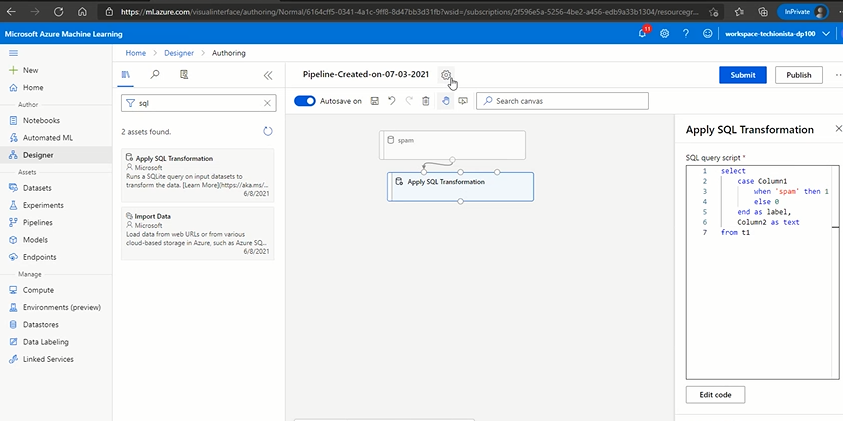 https://ml.azure.com/visualinterface/authoring/Normal/6164cff5-0341-4a1c-9ff8-8d47bb3d31fb?wsid=/subscriptions/2f596e5a-5256-4be2-a456-edb9a33b1304/resourcegr...
InPrivate
Microsoft Azure Machine Learning
11
workspace-techionista-dp100
New
Home
Author
Notebooks
Automated ML
Designer
Assets
Datasets
Experiments
Pipelines
Models
Endpoints
Manage
Compute
Environments (preview)
Datastores
Data Labeling
Linked Services
Home > Designer > Authoring
sql
2 assets found.
Apply SQL Transformation
Microsoft
Runs a SQLite query on input datasets to
transform the data. [Learn More](https://aka.ms/...
6/8/2021
Import Data
Microsoft
Load data from web URLs or from various
cloud-based storage in Azure, such as Azure SQ...
6/8/2021
Pipeline-Created-on-07-03-2021
Submit
Publish
Autosave on
Search canvas
spam
Apply SQL Transformation
Apply SQL Transformation
SQL query script *
1 select
2 case Column1
3 when 'spam' then 1
4 else 0
5 end as label,
6 Column2 as text
7 from t1
Edit code